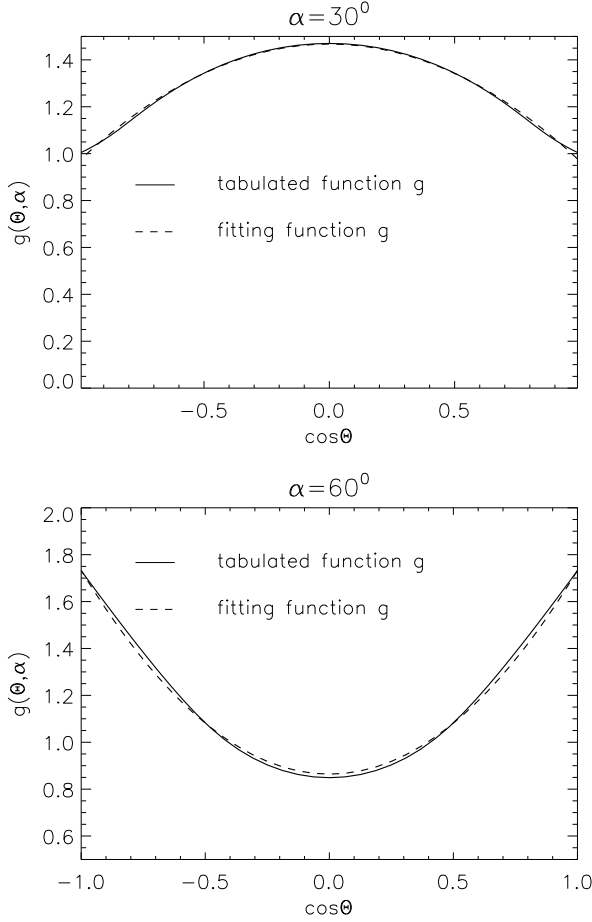 α=30⁰
1.4
1.2
1.0
0.8
0.6
0.4
0.2
0.0
g(Θ,α)
tabulated function g
fitting function g
−0.5 0.0 0.5
cosΘ
α=60⁰
2.0
1.8
1.6
1.4
1.2
1.0
0.8
0.6
g(Θ,α)
tabulated function g
fitting function g
−1.0 −0.5 0.0 0.5 1.0
cosΘ